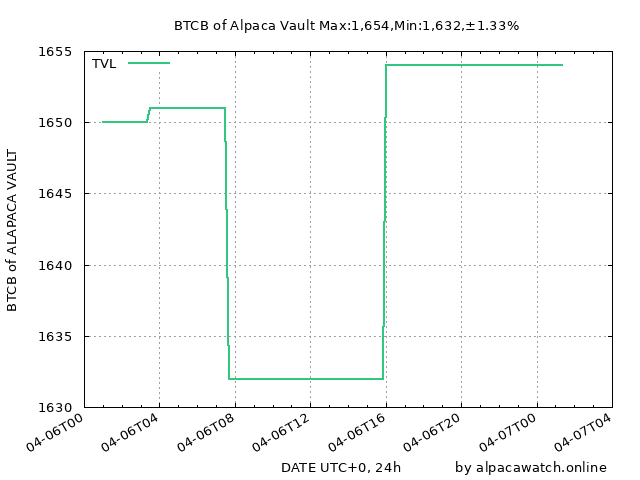 BTCB of Alpaca Vault Max:1,654,Min:1,632,±1.33%
TVL
1655
1650
1645
1640
1635
1630
BTCB of ALAPACA VAULT
04-06T00
04-06T04
04-06T08
04-06T12
04-06T16
04-06T20
04-07T00
04-07T04
DATE UTC+0, 24h
by alpacawatch.online